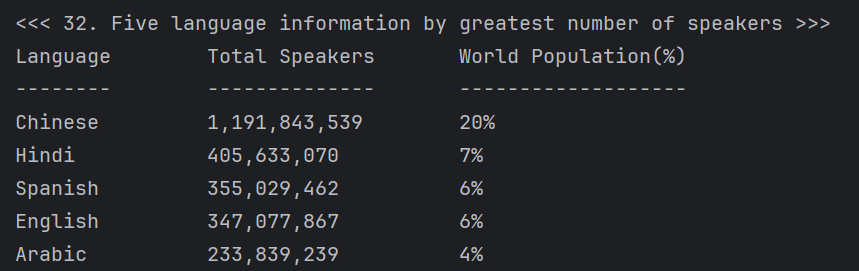 <<< 32. Five language information by greatest number of speakers >>>
Language Total Speakers World Population(%)
-------- -------------- -------------------
Chinese 1,191,843,539 20%
Hindi 405,633,070 7%
Spanish 355,029,462 6%
English 347,077,867 6%
Arabic 233,839,239 4%